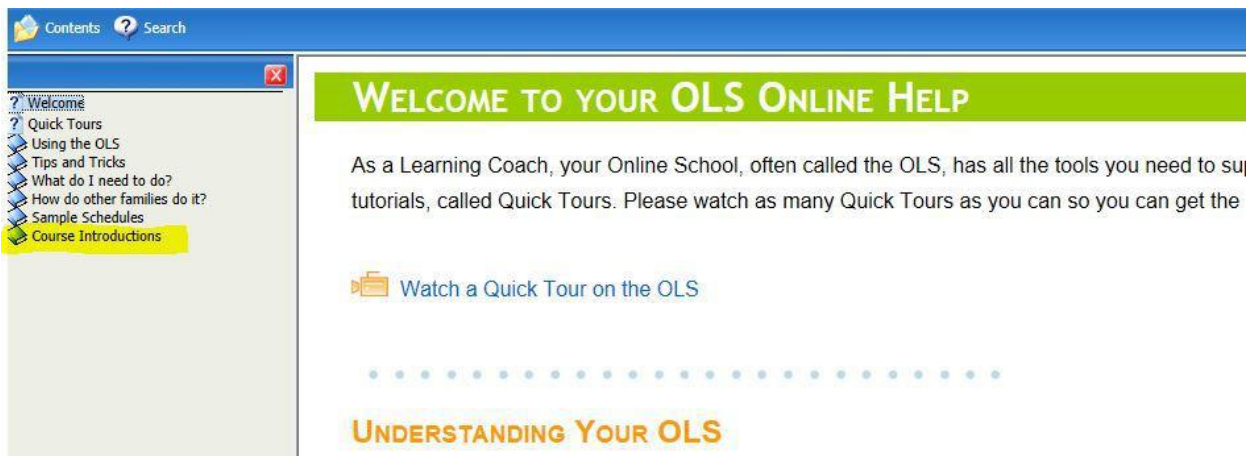 Contents Search
Welcome
Quick Tours
Using the OLS
Tips and Tricks
What do I need to do?
How do other families do it?
Sample Schedules
Course Introductions
WELCOME TO YOUR OLS ONLINE HELP
As a Learning Coach, your Online School, often called the OLS, has all the tools you need to su
tutorials, called Quick Tours. Please watch as many Quick Tours as you can so you can get the
Watch a Quick Tour on the OLS
UNDERSTANDING YOUR OLS